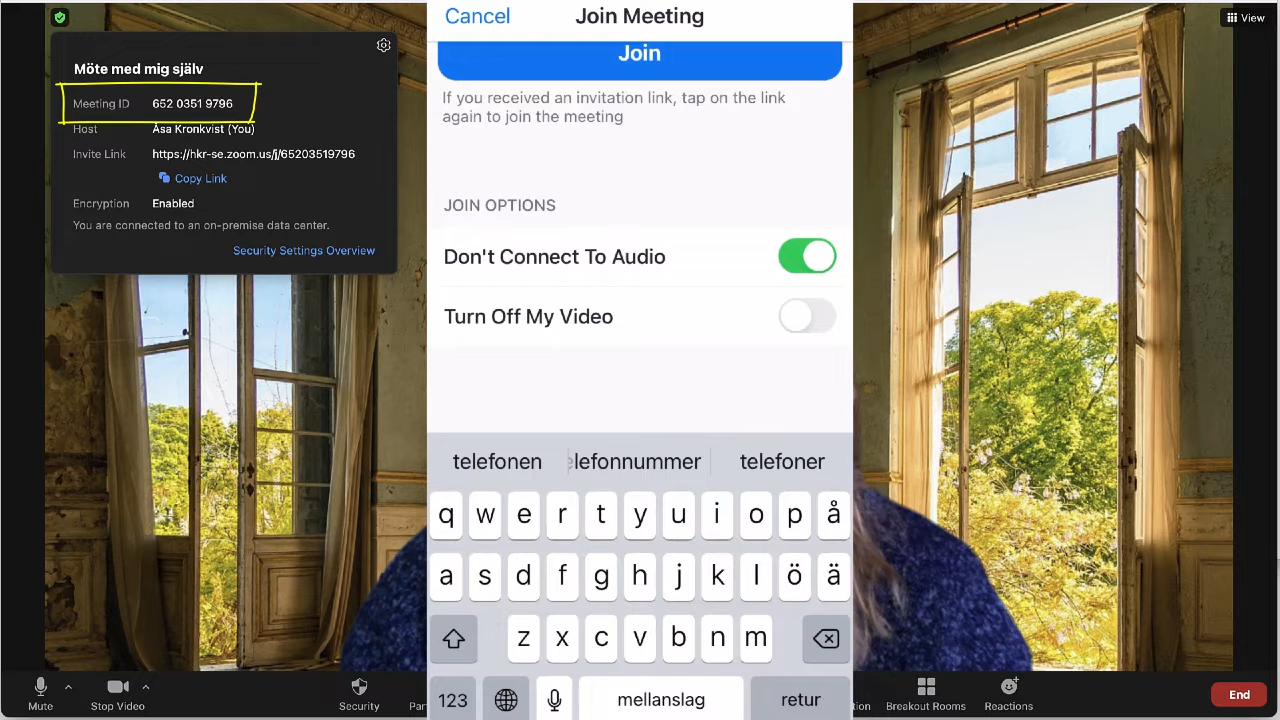 View
Möte med mig själv
Meeting ID 652 0351 9796
Host Åsa Kronkvist (You)
Invite Link https://hkr-se.zoom.us/j/65203519796
Copy Link
Encryption Enabled
You are connected to an on-premise data center.
Security Settings Overview
Cancel Join Meeting
Join
If you received an invitation link, tap on the link
again to join the meeting
JOIN OPTIONS
Don't Connect To Audio
Turn Off My Video
telefonen lefonnummer telefoner
q w e r t y u i o p å
a s d f g h j k l ö ä
z x c v b n m
123 mellanslag retur
Mute Stop Video Security Par tion Breakout Rooms Reactions End